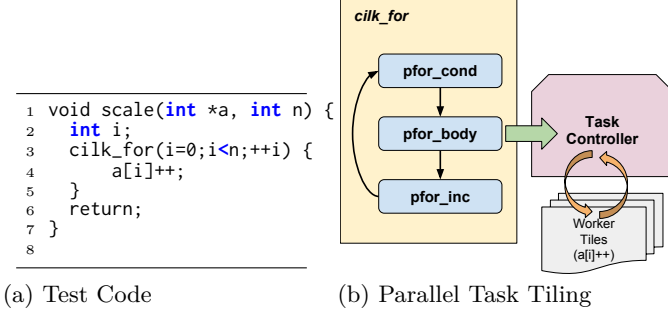 1 void scale(int *a, int n) {
2 int i;
3 cilk_for(i=0;i<n;++i) {
4 a[i]++;
5 }
6 return;
7 }
8
(a) Test Code
cilk_for
pfor_cond
pfor_body
pfor_inc
Task
Controller
Worker
Tiles
(a[i]++)
(b) Parallel Task Tiling